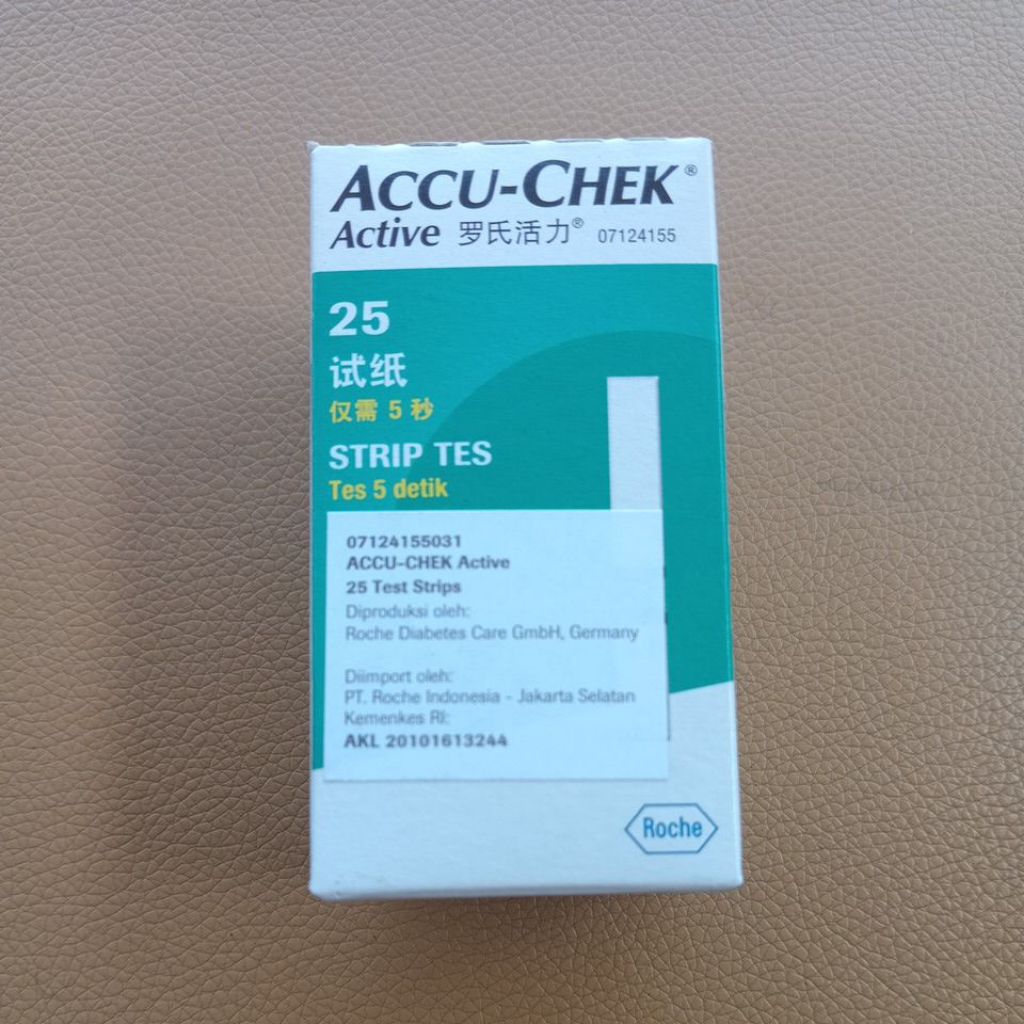 ACCU-CHEK®
Active 罗氏活力® 07124155
25
试纸
仅需 5 秒
STRIP TES
Tes 5 detik
07124155031
ACCU-CHEK Active
25 Test Strips
Diproduksi oleh:
Roche Diabetes Care GmbH, Germany
Diimport oleh:
PT. Roche Indonesia - Jakarta Selatan
Kemenkes RI:
AKL 20101613244
Roche